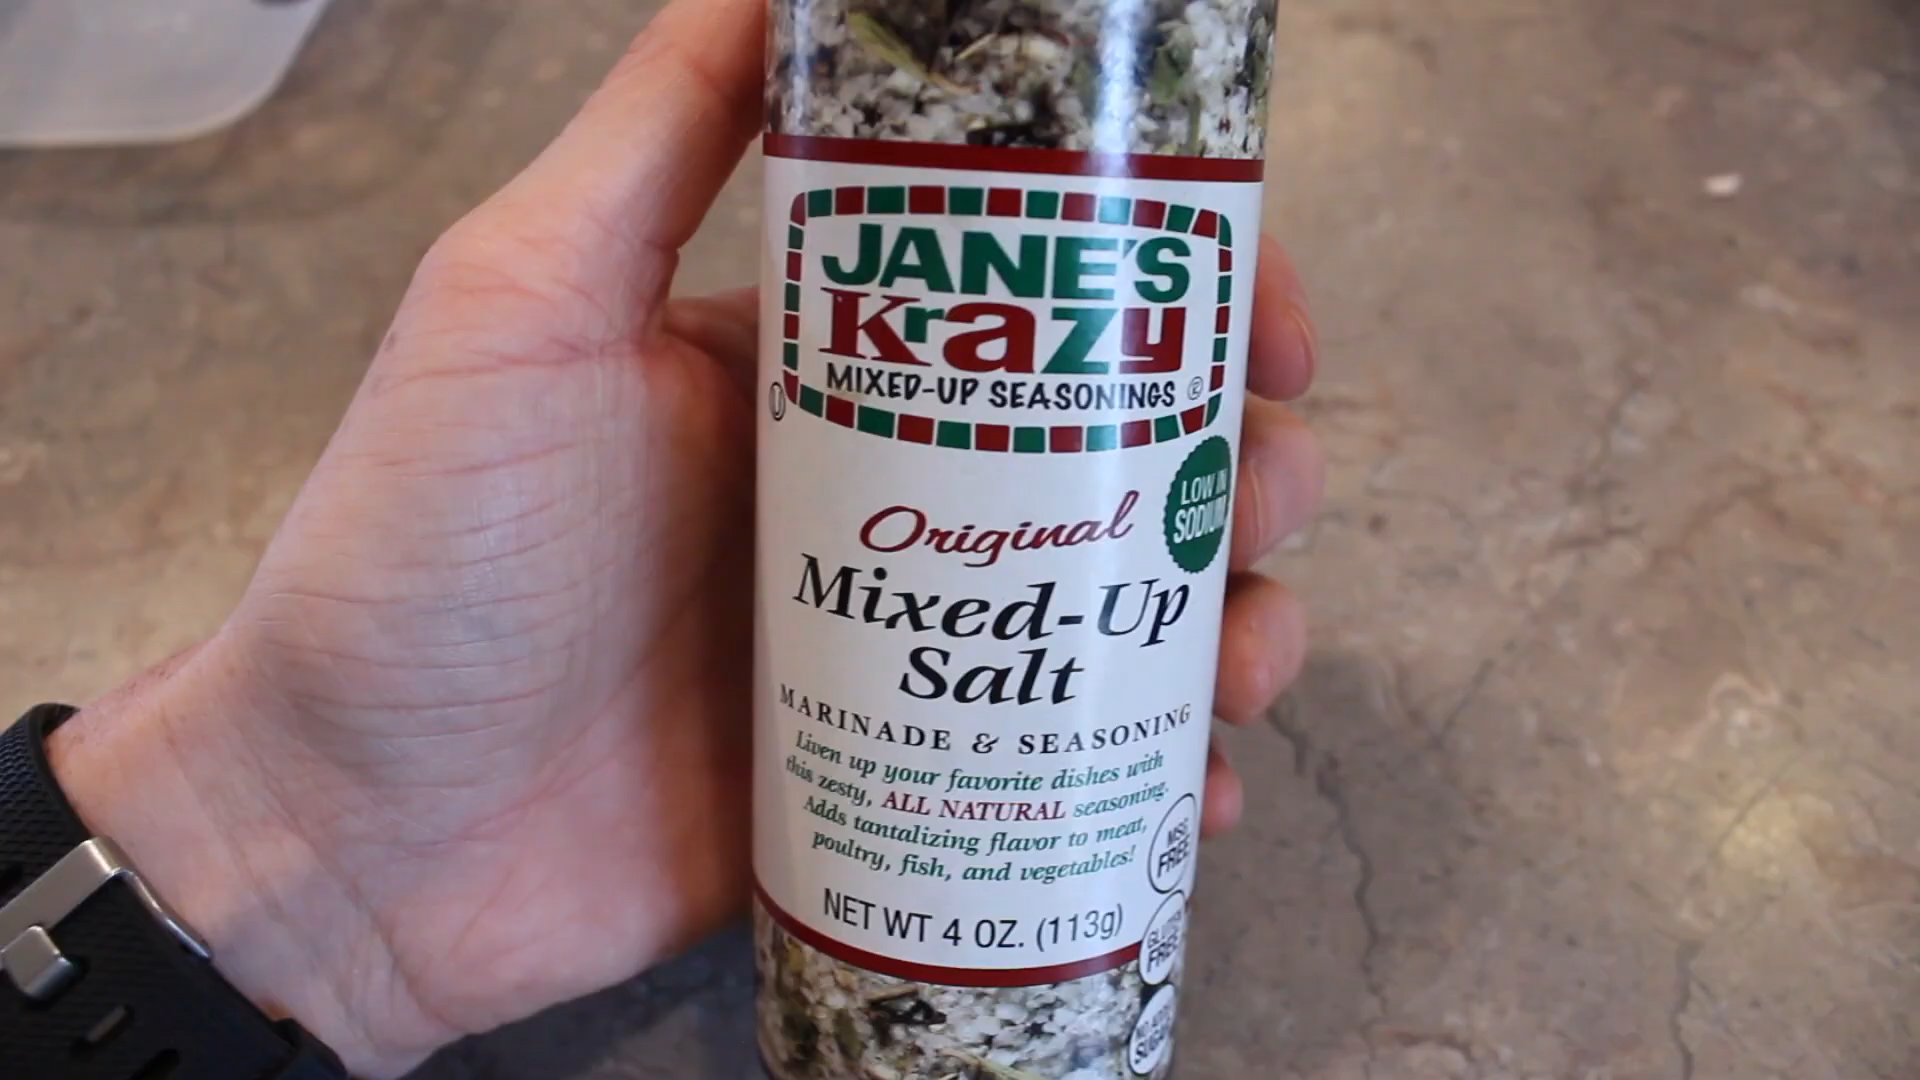 JANE'S
Krazy
MIXED-UP SEASONINGS ®
LOW IN
SODIUM
Original
Mixed-Up
Salt
MARINADE & SEASONING
Liven up your favorite dishes with
this zesty, ALL NATURAL seasoning.
Adds tantalizing flavor to meat,
poultry, fish, and vegetables!
MSG
FREE
NET WT 4 OZ. (113g)
GLUTEN
FREE
SUGAR